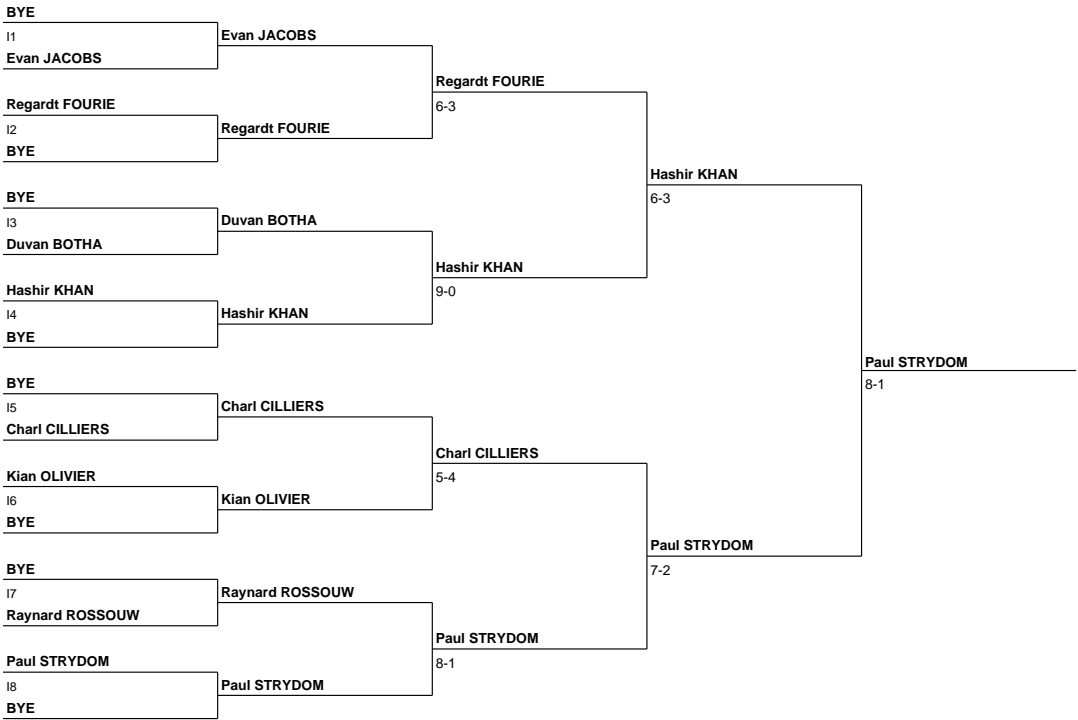 BYE
I1
Evan JACOBS
Regardt FOURIE
I2
BYE
BYE
I3
Duvan BOTHA
Hashir KHAN
I4
BYE
BYE
I5
Charl CILLIERS
Kian OLIVIER
I6
BYE
BYE
I7
Raynard ROSSOUW
Paul STRYDOM
I8
BYE
Evan JACOBS
Regardt FOURIE
Duvan BOTHA
Hashir KHAN
Charl CILLIERS
Kian OLIVIER
Raynard ROSSOUW
Paul STRYDOM
Regardt FOURIE
6-3
Hashir KHAN
9-0
Charl CILLIERS
5-4
Paul STRYDOM
8-1
Hashir KHAN
6-3
Paul STRYDOM
7-2
Paul STRYDOM
8-1